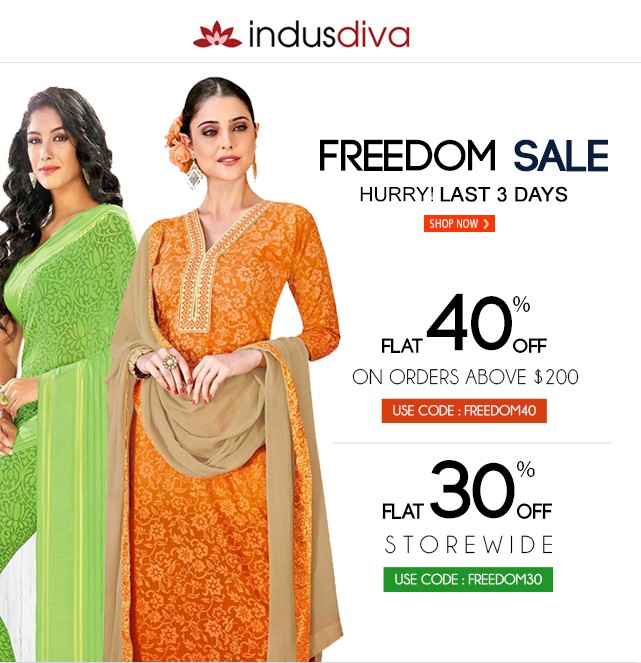 indusdiva
FREEDOM SALE
HURRY! LAST 3 DAYS
SHOP NOW
FLAT 40% OFF
ON ORDERS ABOVE $200
USE CODE : FREEDOM40
FLAT 30% OFF
STOREWIDE
USE CODE : FREEDOM30